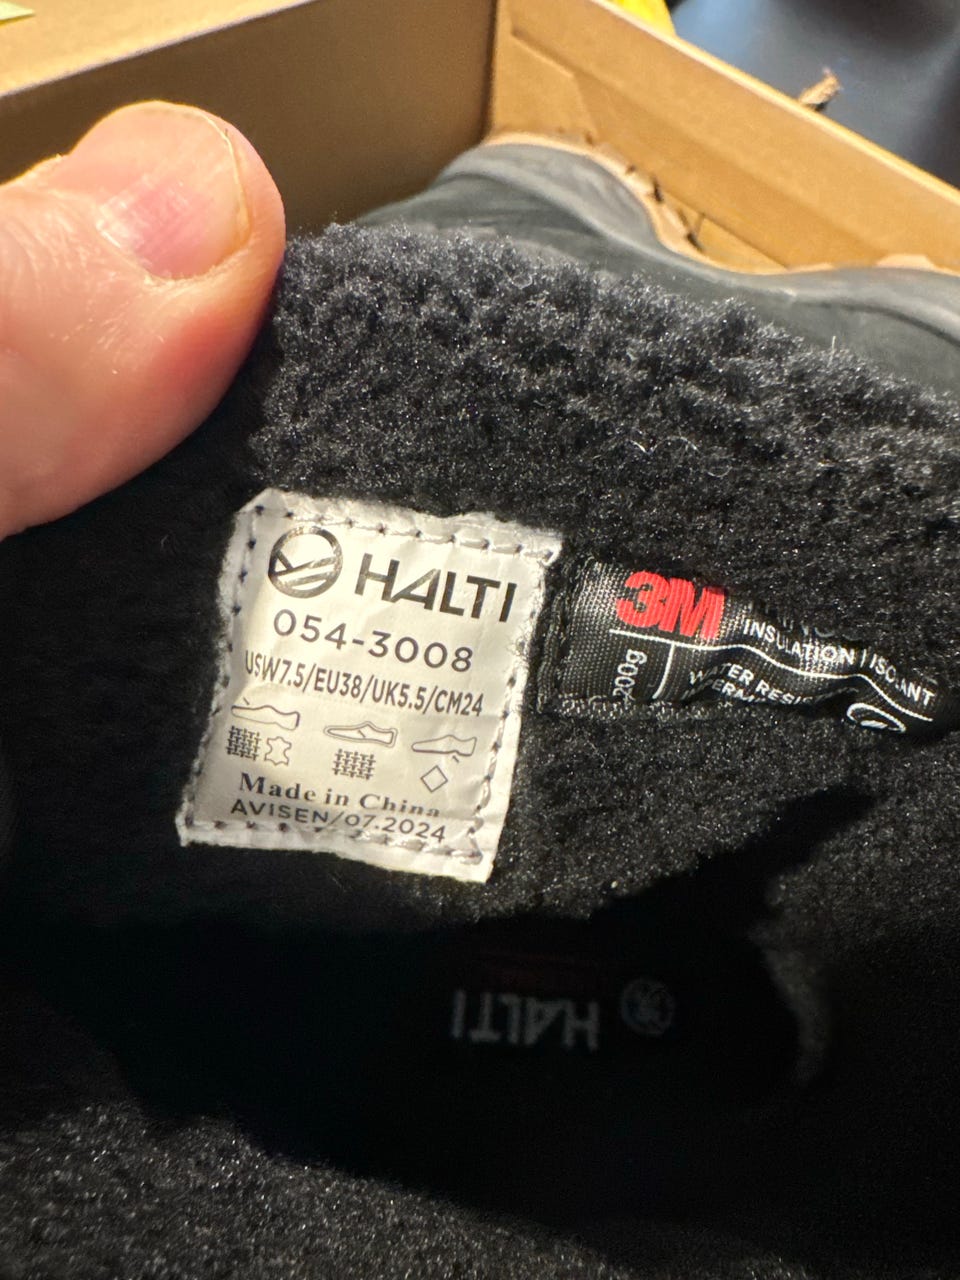 HALTI
054-3008
USW7.5/EU38/UK5.5/CM24
Made in China
AVISEN/07.2024
3M
INSULATION | ISOLANT
200g
HALTI